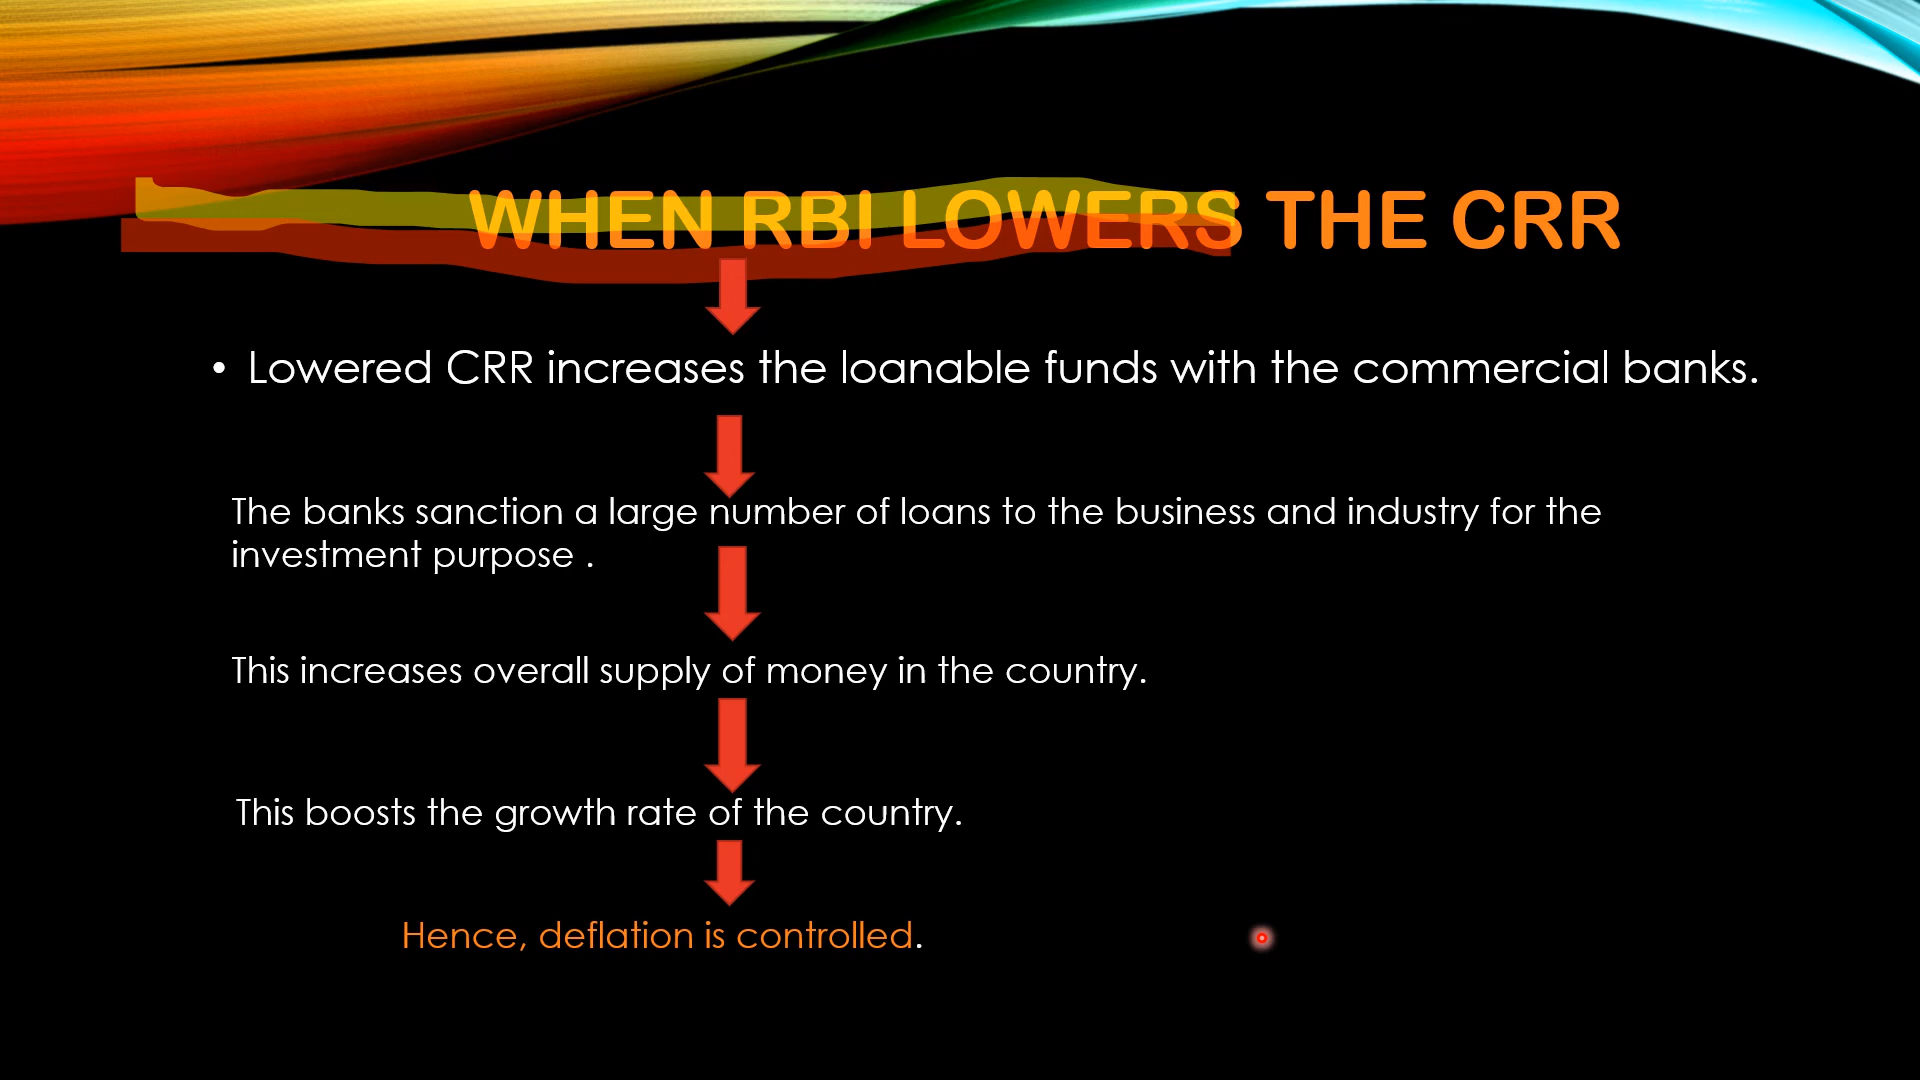 WHEN RBI LOWERS THE CRR
• Lowered CRR increases the loanable funds with the commercial banks.
The banks sanction a large number of loans to the business and industry for the
investment purpose .
This increases overall supply of money in the country.
This boosts the growth rate of the country.
Hence, deflation is controlled.